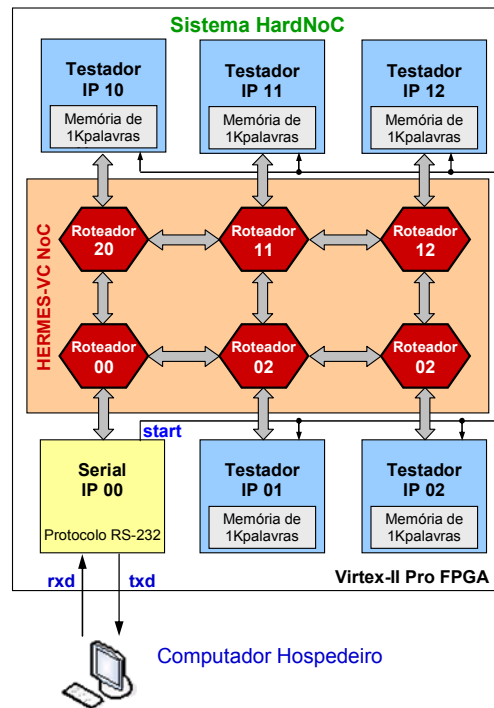 Sistema HardNoC
Testador
IP 10
Memória de
1Kpalavras
Testador
IP 11
Memória de
1Kpalavras
Testador
IP 12
Memória de
1Kpalavras
HERMES-VC NoC
Roteador
20
Roteador
11
Roteador
12
Roteador
00
Roteador
02
Roteador
02
start
Serial
IP 00
Protocolo RS-232
Testador
IP 01
Memória de
1Kpalavras
Testador
IP 02
Memória de
1Kpalavras
rxd
txd
Virtex-II Pro FPGA
Computador Hospedeiro